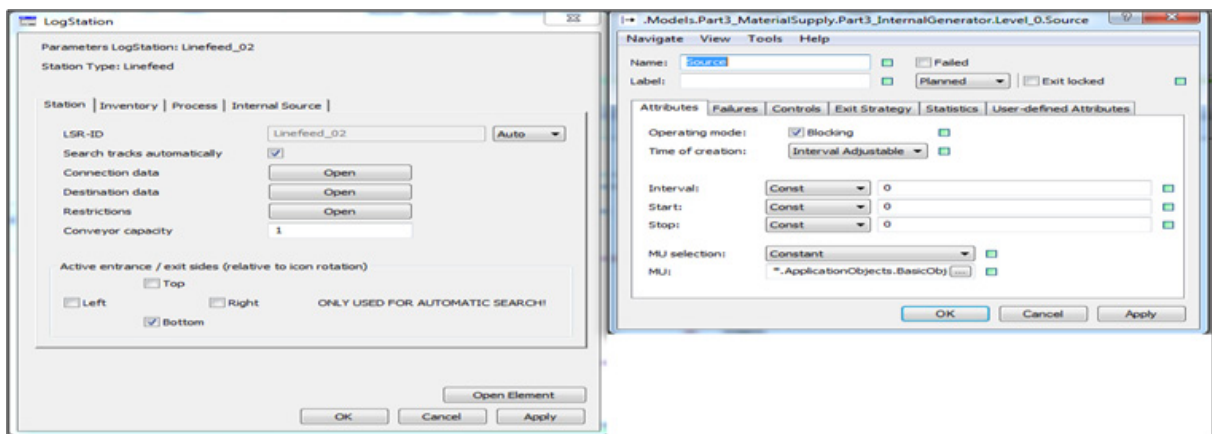 LogStation
Parameters LogStation: Linefeed_02
Station Type: Linefeed
Station Inventory Process Internal Source
LSR-ID Linefeed_02 Auto
Search tracks automatically
Connection data Open
Destination data Open
Restrictions Open
Conveyor capacity 1
Active entrance / exit sides (relative to icon rotation)
Top
Left Right ONLY USED FOR AUTOMATIC SEARCH!
Bottom
Open Element
OK Cancel Apply
.Models.Part3_MaterialSupply.Part3_InternalGenerator.Level_0.Source
Navigate View Tools Help
Name: Source Failed
Label: Planned Exit locked
Attributes Failures Controls Exit Strategy Statistics User-defined Attributes
Operating mode: Blocking
Time of creation: Interval Adjustable
Interval: Const 0
Start: Const 0
Stop: Const 0
MU selection: Constant
MU: *.ApplicationObjects.BasicObj ...
OK Cancel Apply